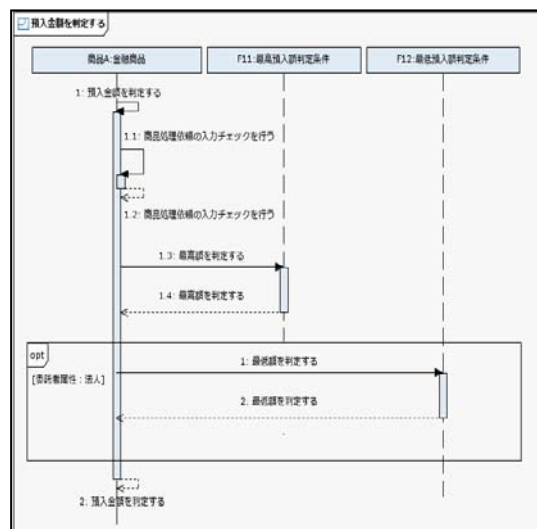 預入金額を判定する
商品A:金融商品
F11:最高預入額判定条件
F12:最低預入額判定条件
1: 預入金額を判定する
1.1: 商品処理依頼の入力チェックを行う
1.2: 商品処理依頼の入力チェックを行う
1.3: 最高額を判定する
1.4: 最高額を判定する
opt
[委託者属性：法人]
1: 最低額を判定する
2: 最低額を判定する
2: 預入金額を判定する